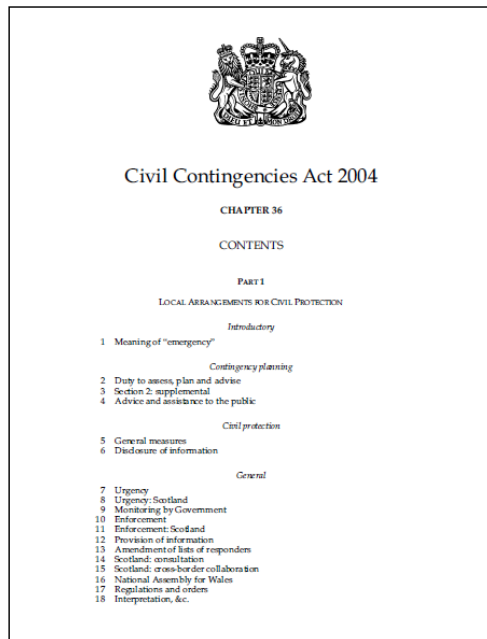 DIEU ET MON DROIT
Civil Contingencies Act 2004
CHAPTER 36
CONTENTS
PART 1
LOCAL ARRANGEMENTS FOR CIVIL PROTECTION
Introductory
1 Meaning of "emergency"
Contingency planning
2 Duty to assess, plan and advise
3 Section 2: supplemental
4 Advice and assistance to the public
Civil protection
5 General measures
6 Disclosure of information
General
7 Urgency
8 Urgency: Scotland
9 Monitoring by Government
10 Enforcement
11 Enforcement: Scotland
12 Provision of information
13 Amendment of lists of responders
14 Scotland: consultation
15 Scotland: cross-border collaboration
16 National Assembly for Wales
17 Regulations and orders
18 Interpretation, &c.